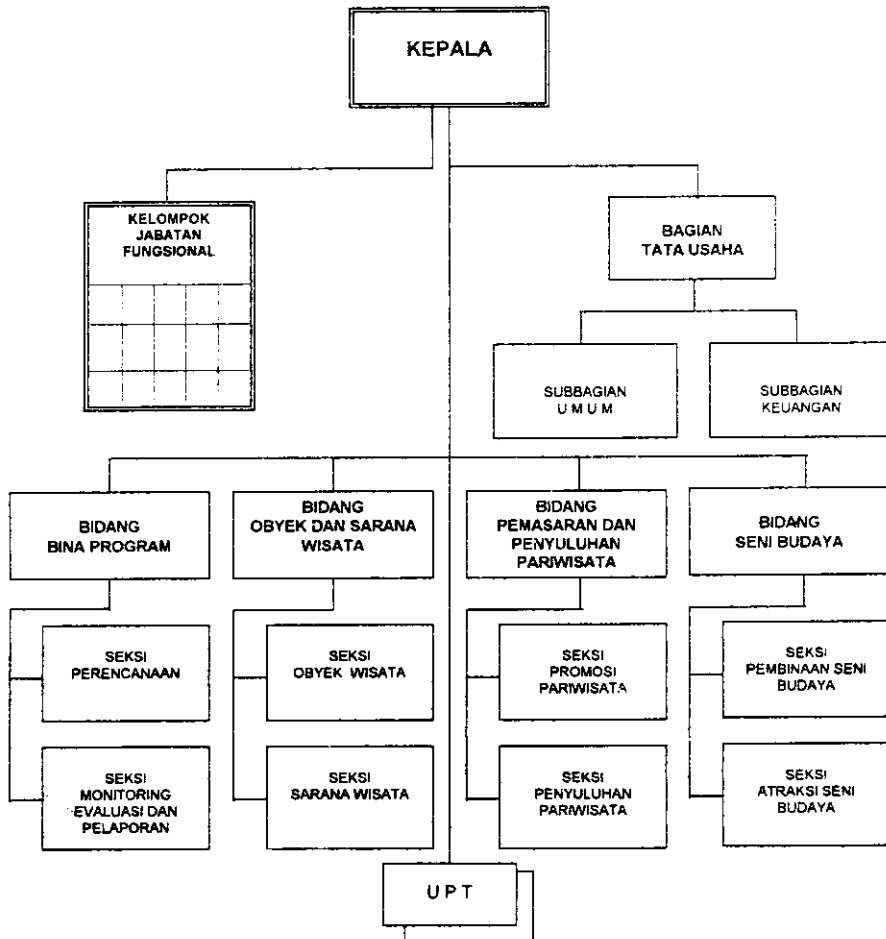 KEPALA
KELOMPOK
JABATAN
FUNGSIONAL
BAGIAN
TATA USAHA
SUBBAGIAN
U M U M
SUBBAGIAN
KEUANGAN
BIDANG
BINA PROGRAM
BIDANG
OBYEK DAN SARANA
WISATA
BIDANG
PEMASARAN DAN
PENYULUHAN
PARIWISATA
BIDANG
SENI BUDAYA
SEKSI
PERENCANAAN
SEKSI
OBYEK WISATA
SEKSI
PROMOSI
PARIWISATA
SEKSI
PEMBINAAN SENI
BUDAYA
SEKSI
MONITORING
EVALUASI DAN
PELAPORAN
SEKSI
SARANA WISATA
SEKSI
PENYULUHAN
PARIWISATA
SEKSI
ATRAKSI SENI
BUDAYA
U P T